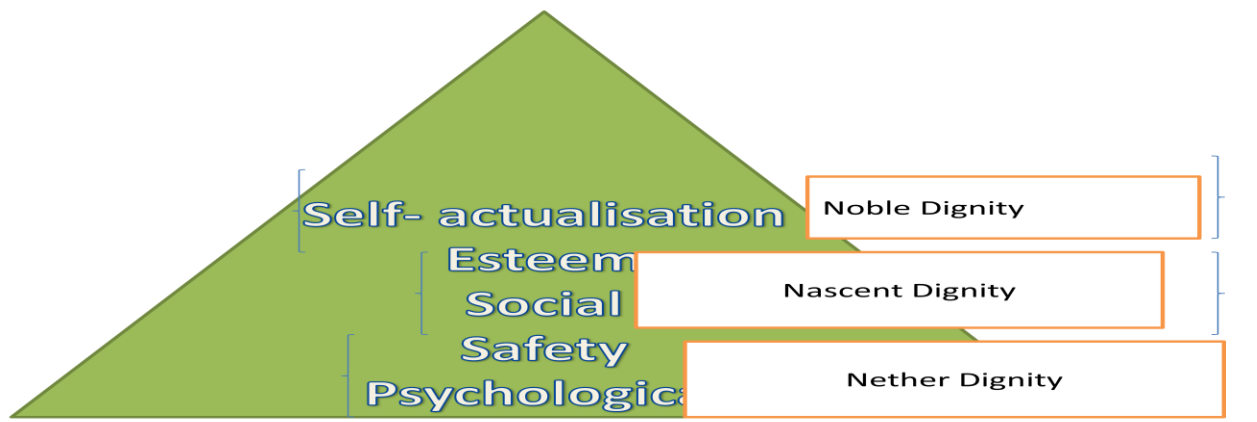 Self- actualisation
Noble Dignity
Esteem
Social
Nascent Dignity
Safety
Psychologica
Nether Dignity